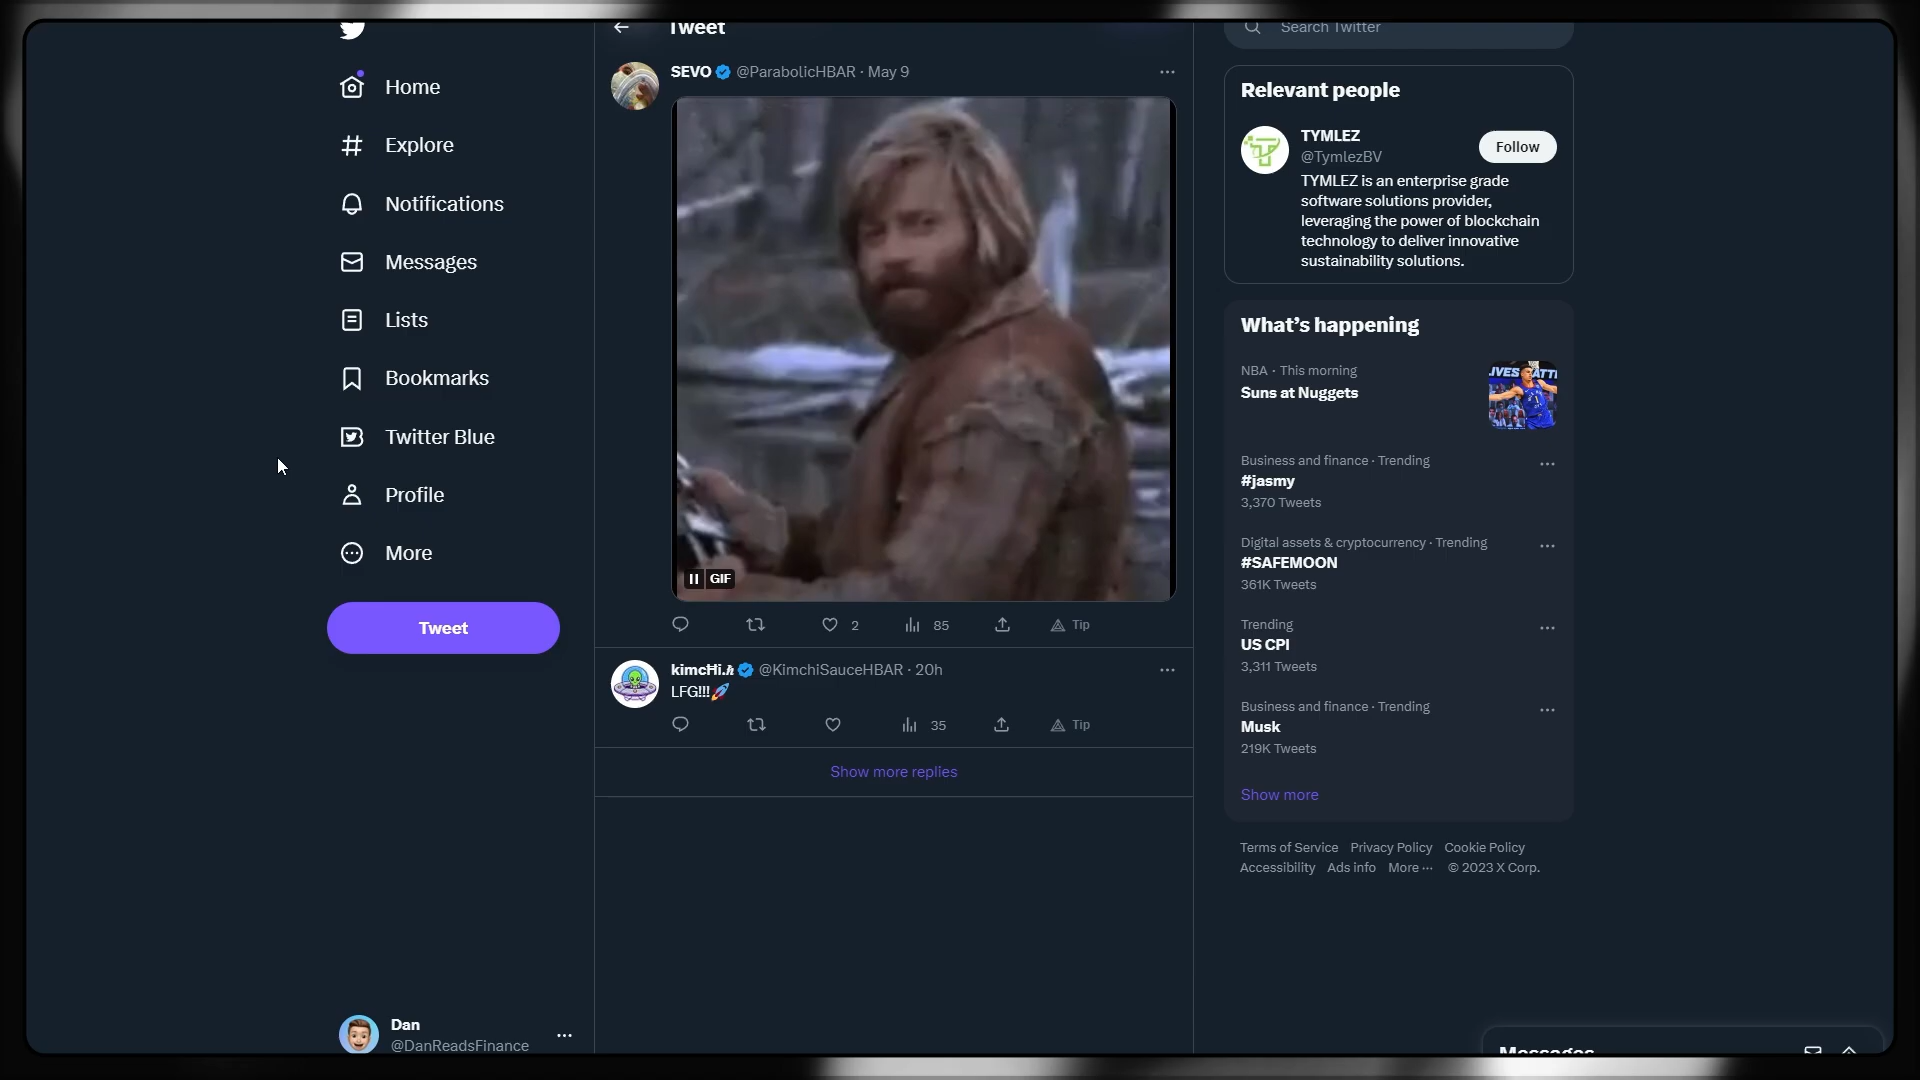 Home
Explore
Notifications
Messages
Lists
Bookmarks
Twitter Blue
Profile
More
Tweet
Dan
@DanReadsFinance
Tweet
SEVO @ParabolicHBAR · May 9
GIF
2
85
Tip
kimcĦi.ℏ @KimchiSauceHBAR · 20h
LFG!!!🚀
35
Tip
Show more replies
Search Twitter
Relevant people
TYMLEZ
@TymlezBV
Follow
TYMLEZ is an enterprise grade
software solutions provider,
leveraging the power of blockchain
technology to deliver innovative
sustainability solutions.
What's happening
NBA · This morning
Suns at Nuggets
Business and finance · Trending
#jasmy
3,370 Tweets
Digital assets & cryptocurrency · Trending
#SAFEMOON
361K Tweets
Trending
US CPI
3,311 Tweets
Business and finance · Trending
Musk
219K Tweets
Show more
Terms of Service Privacy Policy Cookie Policy
Accessibility Ads info More ··· © 2023 X Corp.
Messages